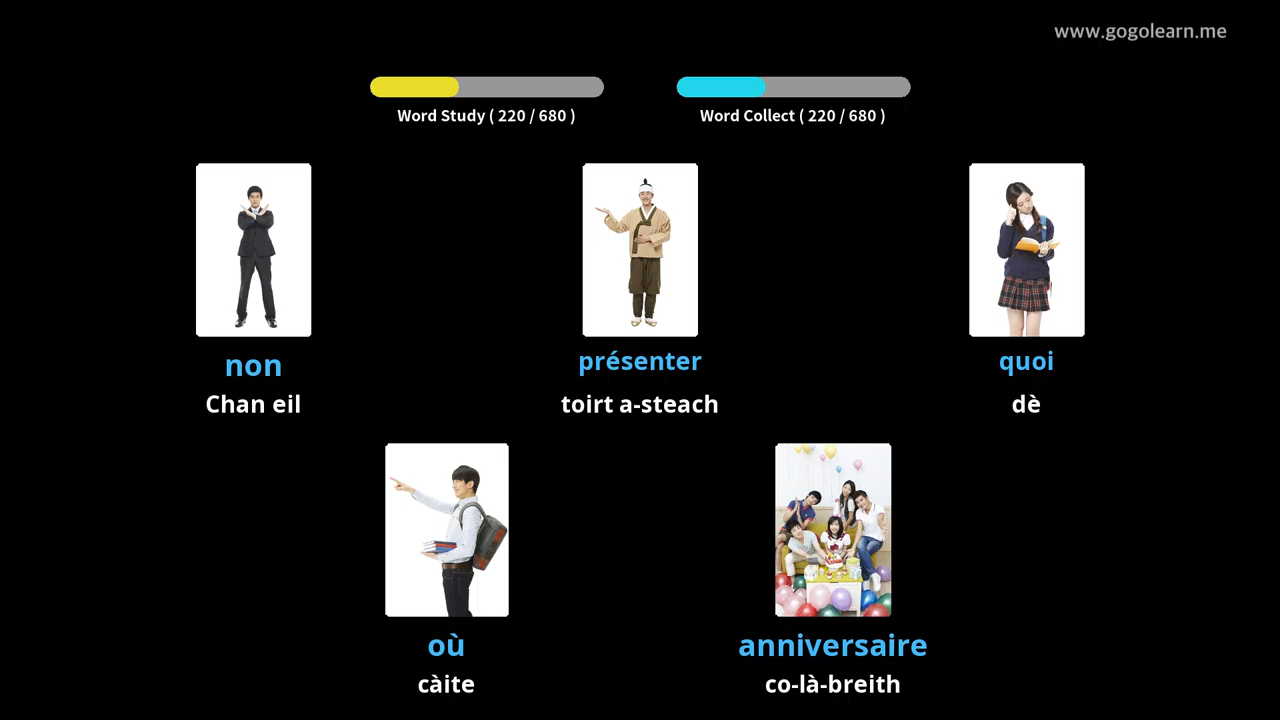 www.gogolearn.me
Word Study ( 220 / 680 )
Word Collect ( 220 / 680 )
non
présenter
quoi
Chan eil
toirt a-steach
dè
où
anniversaire
càite
co-là-breith